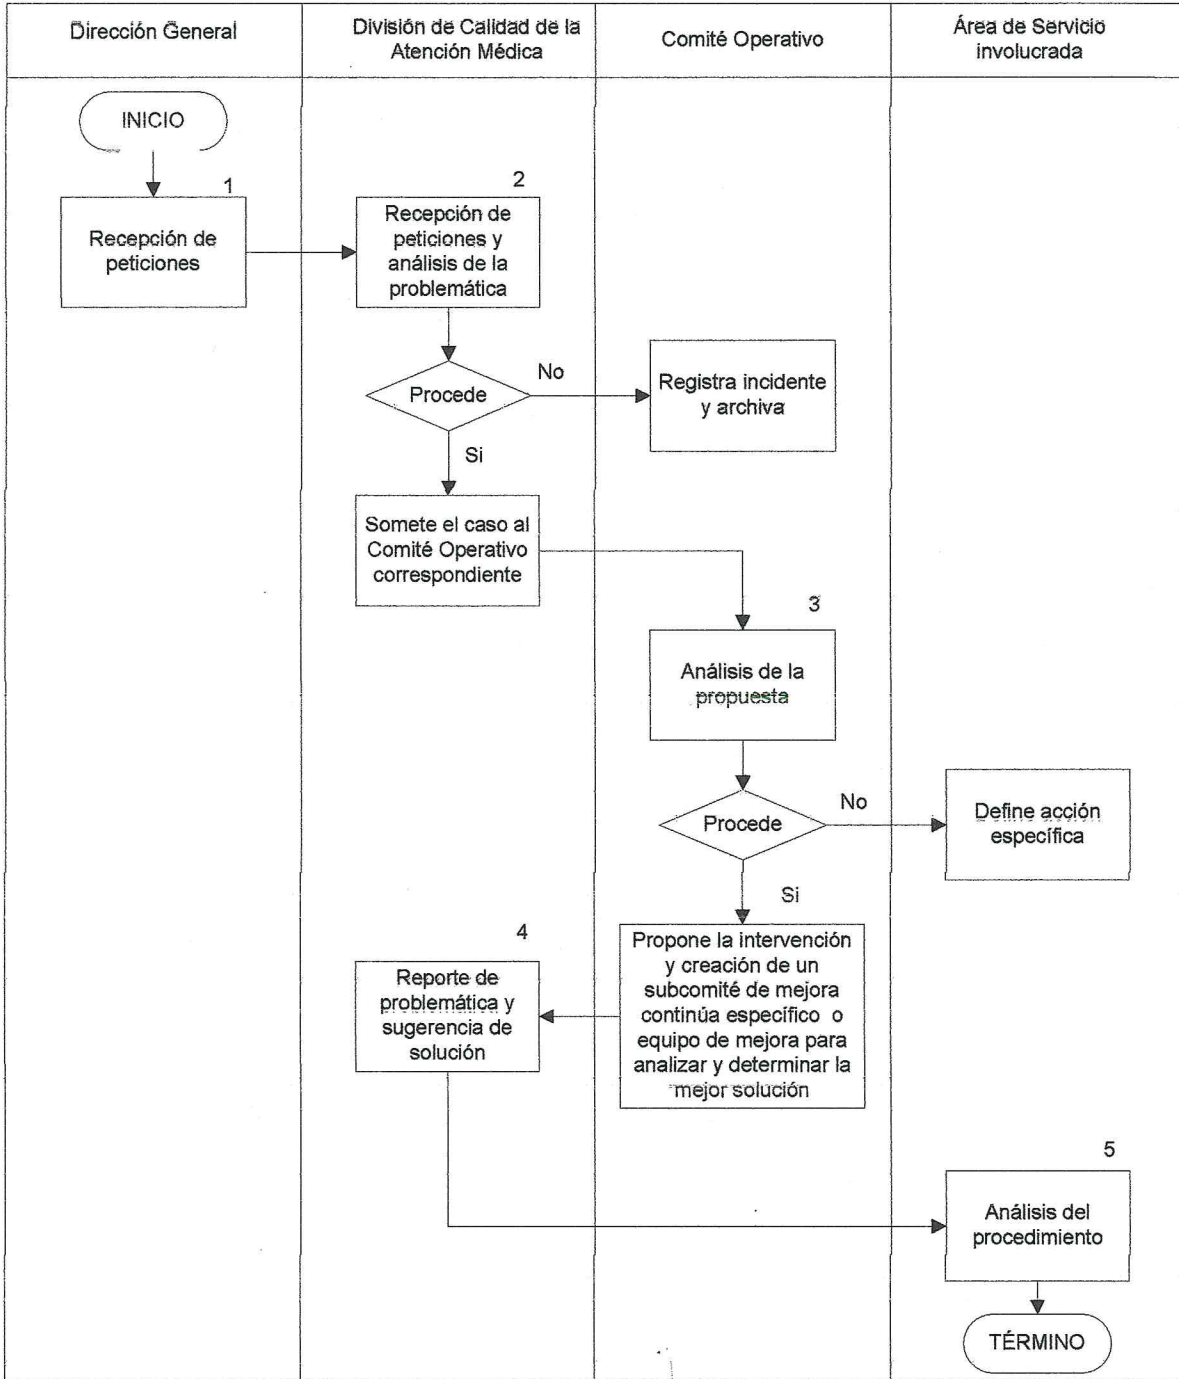 Dirección General
División de Calidad de la
Atención Médica
Comité Operativo
Área de Servicio
involucrada
INICIO
1
Recepción de
peticiones
2
Recepción de
peticiones y
análisis de la
problemática
Procede
No
Registra incidente
y archiva
Si
Somete el caso al
Comité Operativo
correspondiente
3
Análisis de la
propuesta
Procede
No
Define acción
específica
Si
Propone la intervención
y creación de un
subcomité de mejora
continúa específico o
equipo de mejora para
analizar y determinar la
mejor solución
4
Reporte de
problemática y
sugerencia de
solución
5
Análisis del
procedimiento
TÉRMINO